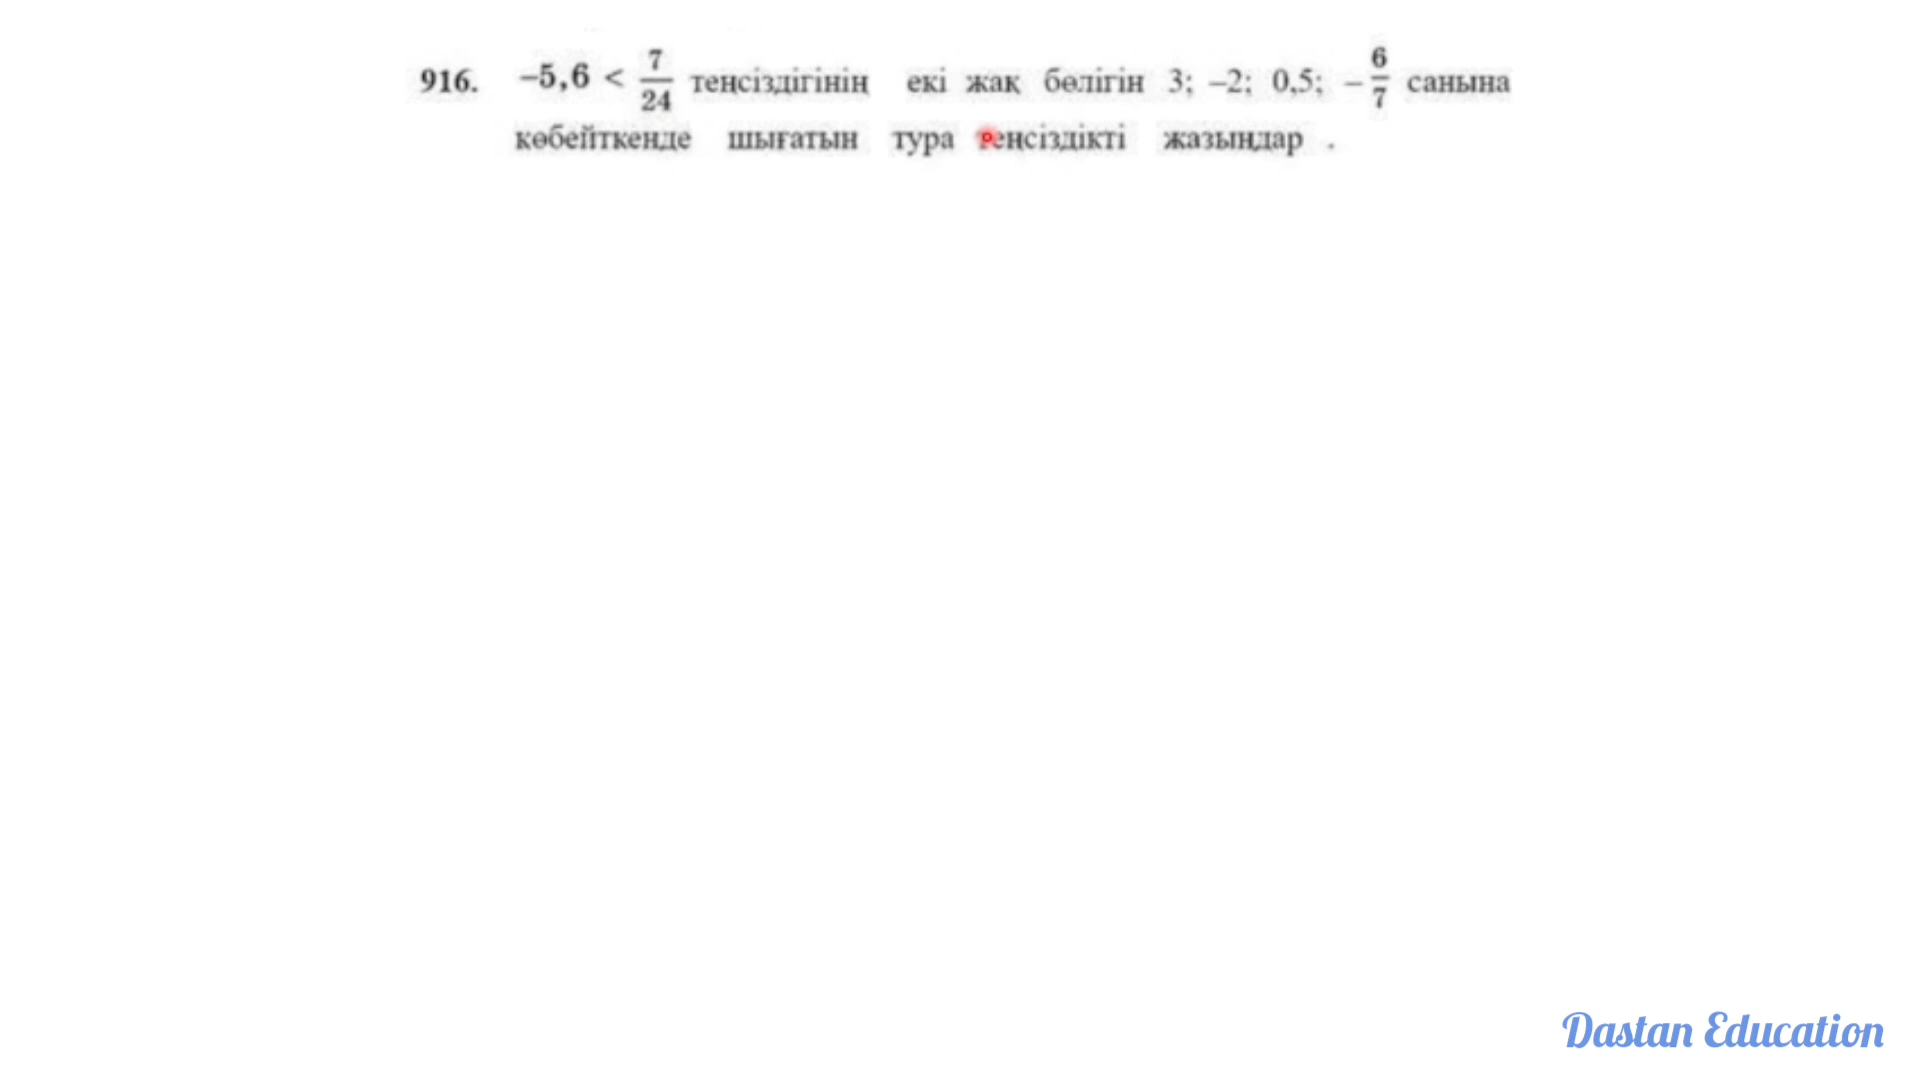 916. −5,6 < 7/24 теңсіздігінің екі жақ бөлігін 3; –2; 0,5; −6/7 санына
көбейткенде шығатын тура теңсіздікті жазыңдар .
Dastan Education